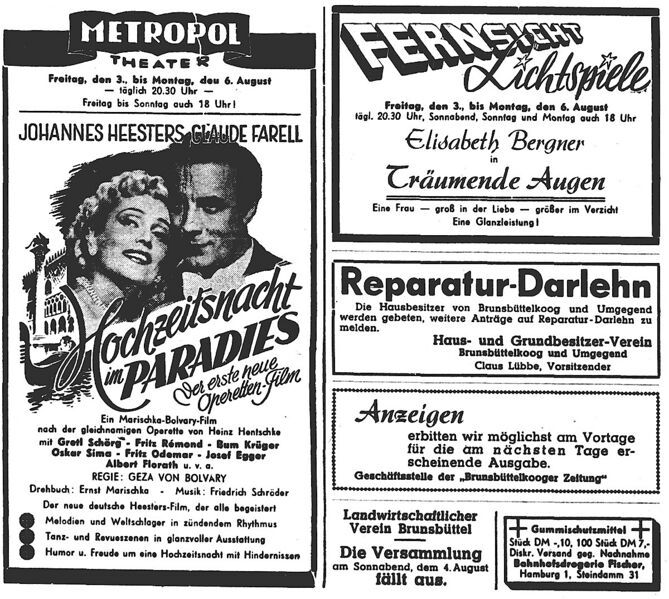 METROPOL
THEATER
Freitag, den 3., bis Montag, deu 6. August
— täglich 20.30 Uhr —
Freitag bis Sonntag auch 18 Uhr!
JOHANNES HEESTERS CLAUDE FARELL
Hochzeitsnacht
im PARADIES
Der erste neue
Operetten-Film
Ein Marischka-Bolvary-Film
nach der gleichnamigen Operette von Heinz Hentschke
mit Gretl Schörg - Fritz Rémond - Bum Krüger
Oskar Sima - Fritz Odemar - Josef Egger
Albert Florath u. v. a.
REGIE: GEZA VON BOLVARY
Drehbuch: Ernst Marischka - Musik: Friedrich Schröder
Der neue deutsche Heesters-Film, der alle begeistert
Melodien und Weltschlager in zündendem Rhythmus
Tanz- und Revueszenen in glanzvoller Ausstattung
Humor u. Freude um eine Hochzeitsnacht mit Hindernissen
FERNSICHT
Lichtspiele
Freitag, den 3., bis Montag, den 6. August
tägl. 20.30 Uhr, Sonnabend, Sonntag und Montag auch 18 Uhr
Elisabeth Bergner
in
Träumende Augen
Eine Frau — groß in der Liebe — größer im Verzicht
Eine Glanzleistung!
Reparatur-Darlehn
Die Hausbesitzer von Brunsbüttelkoog und Umgegend
werden gebeten, weitere Anträge auf Reparatur-Darlehn zu
melden.
Haus- und Grundbesitzer-Verein
Brunsbüttelkoog und Umgegend
Claus Lübbe, Vorsitzender
Anzeigen
erbitten wir möglichst am Vortage
für die am nächsten Tage er-
scheinende Ausgabe.
Geschäftsstelle der „Brunsbüttelkooger Zeitung"
Landwirtschaftlicher
Verein Brunsbüttel
Die Versammlung
am Sonnabend, dem 4. August
fällt aus.
Gummischutzmittel
Stück DM -,10, 100 Stück DM 7,-
Diskr. Versand geg. Nachnahme
Bahnhofsdrogerie Fischer,
Hamburg 1, Steindamm 31